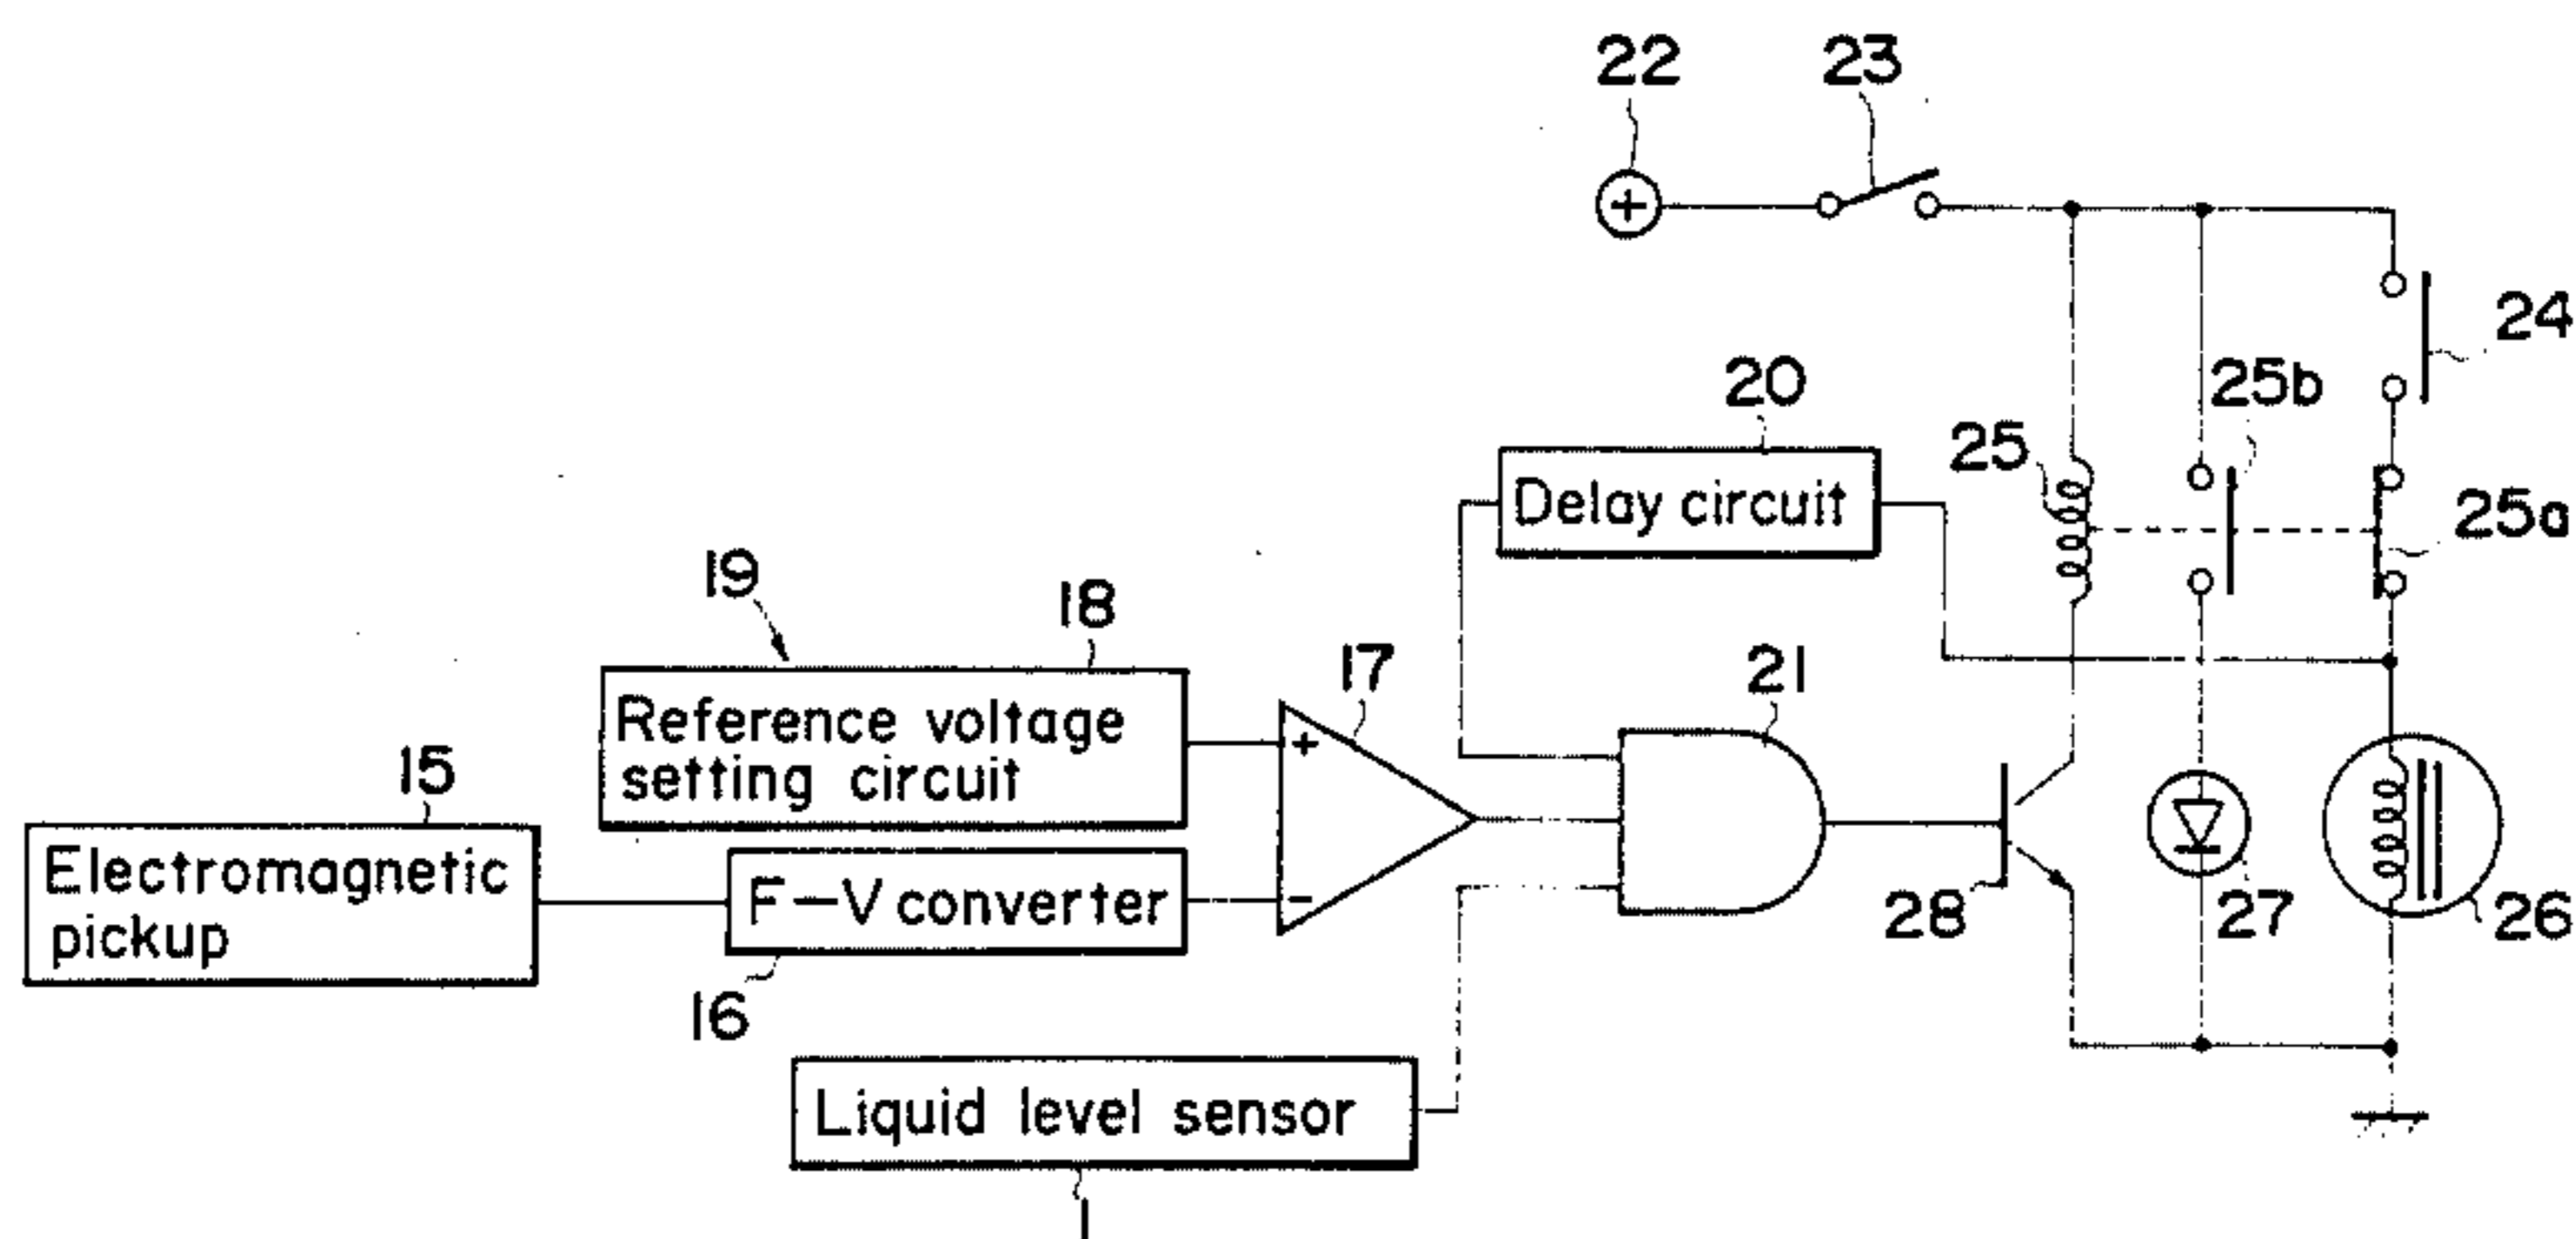 22
23
24
20
25b
25
Delay circuit
25a
19
18
17
21
Reference voltage
setting circuit
+
15
Electromagnetic
pickup
F-V converter
-
28
27
26
16
Liquid level sensor
1
+